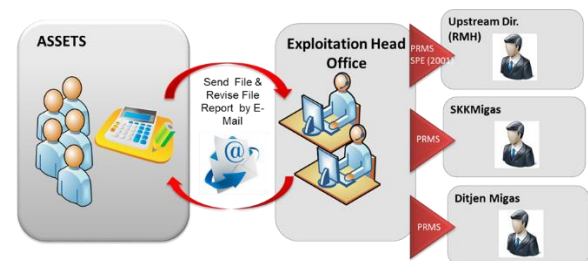 ASSETS
Send File &
Revise File
Report by E-
Mail
@
Exploitation Head
Office
PRMS
SPE (2001)
Upstream Dir.
(RMH)
PRMS
SKKMigas
PRMS
Ditjen Migas